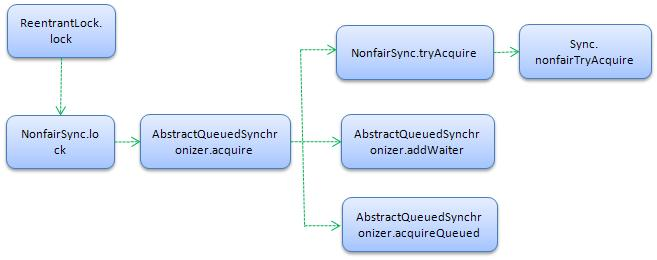 ReentrantLock.
lock
NonfairSync.lo
ck
AbstractQueuedSynchr
onizer.acquire
NonfairSync.tryAcquire
Sync.
nonfairTryAcquire
AbstractQueuedSynchr
onizer.addWaiter
AbstractQueuedSynchr
onizer.acquireQueued